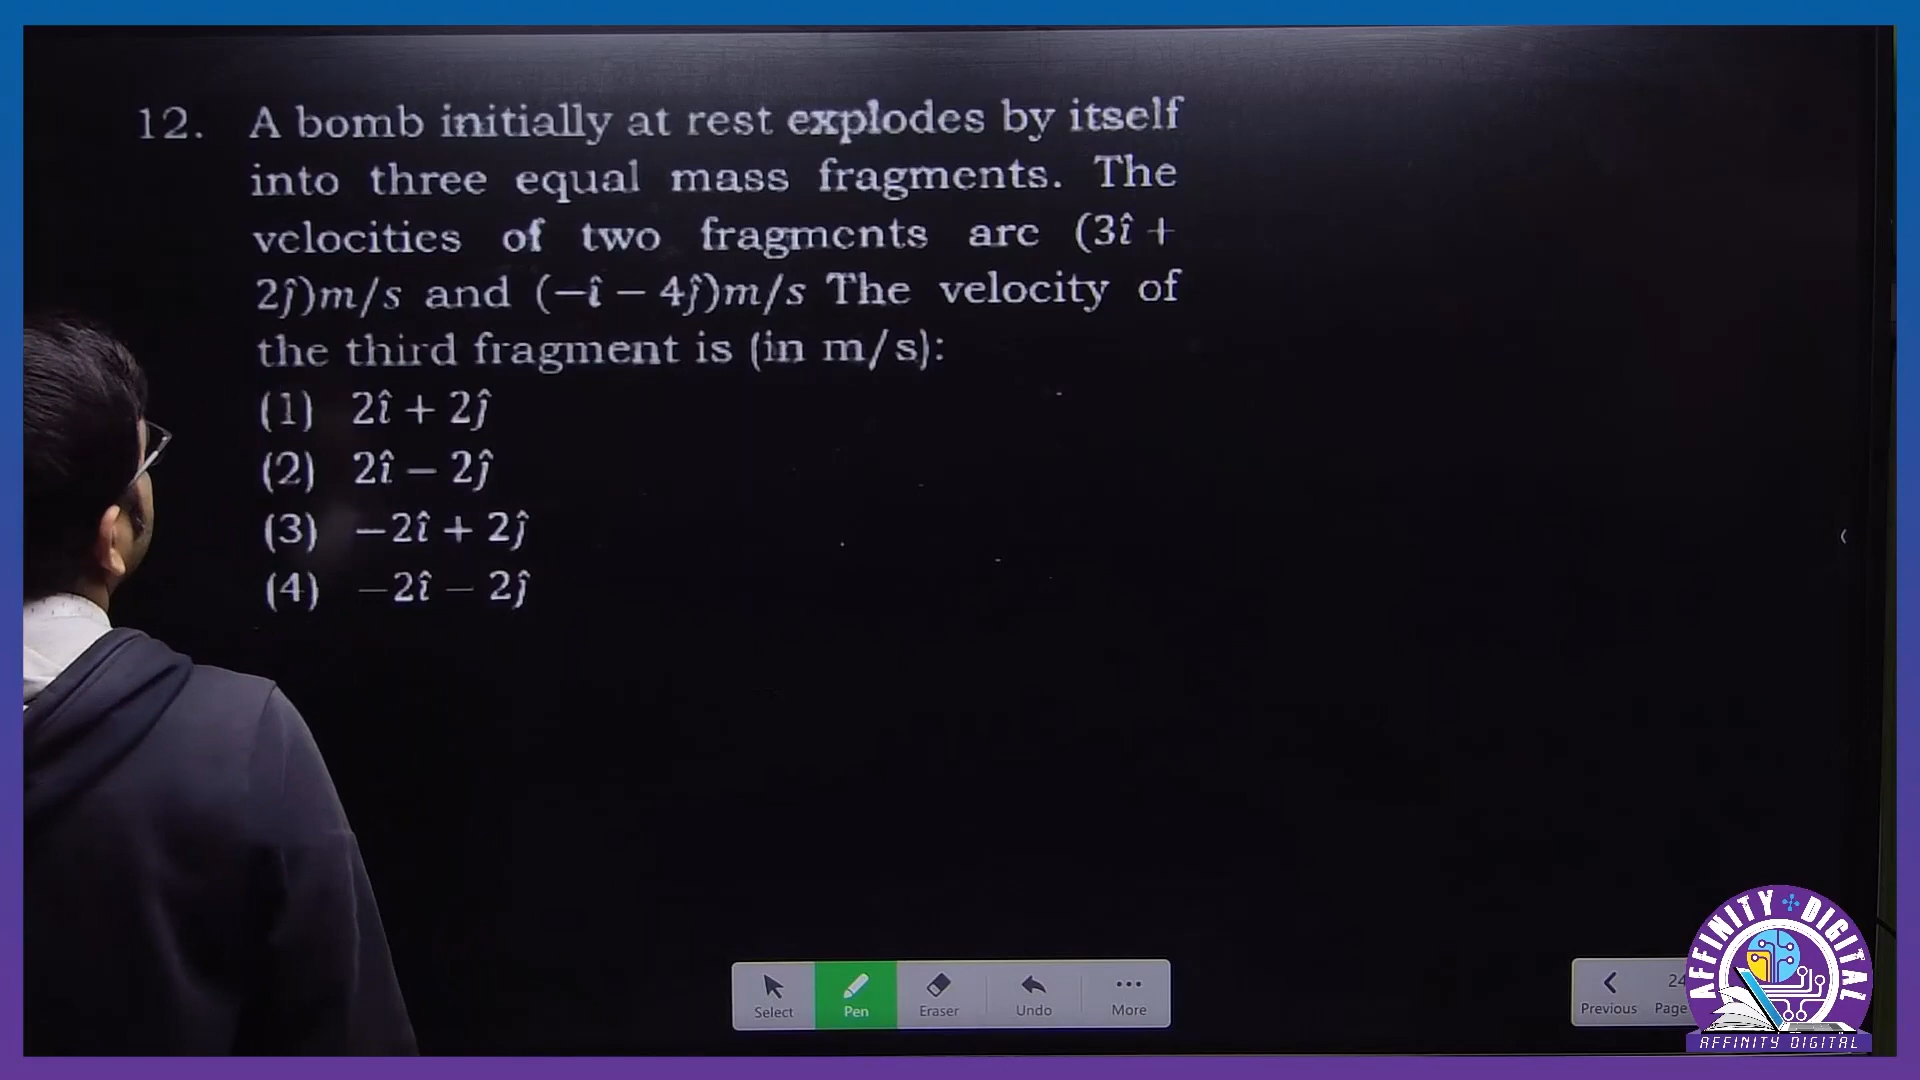 12. A bomb initially at rest explodes by itself
into three equal mass fragments. The
velocities of two fragments are (3î +
2ĵ)m/s and (−î − 4ĵ)m/s The velocity of
the third fragment is (in m/s):
(1) 2î + 2ĵ
(2) 2î − 2ĵ
(3) −2î + 2ĵ
(4) −2î − 2ĵ
Select Pen Eraser Undo More
Previous Page 24
AFFINITY DIGITAL
AFFINITY DIGITAL